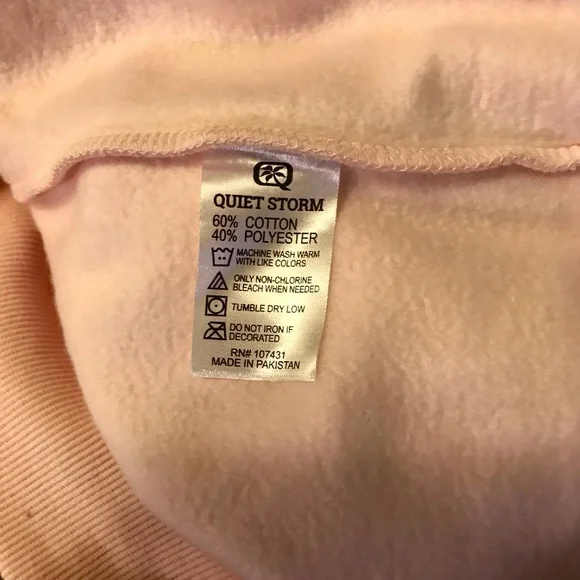 Q
QUIET STORM
60% COTTON
40% POLYESTER
MACHINE WASH WARM
WITH LIKE COLORS
ONLY NON-CHLORINE
BLEACH WHEN NEEDED
TUMBLE DRY LOW
DO NOT IRON IF
DECORATED
RN# 107431
MADE IN PAKISTAN